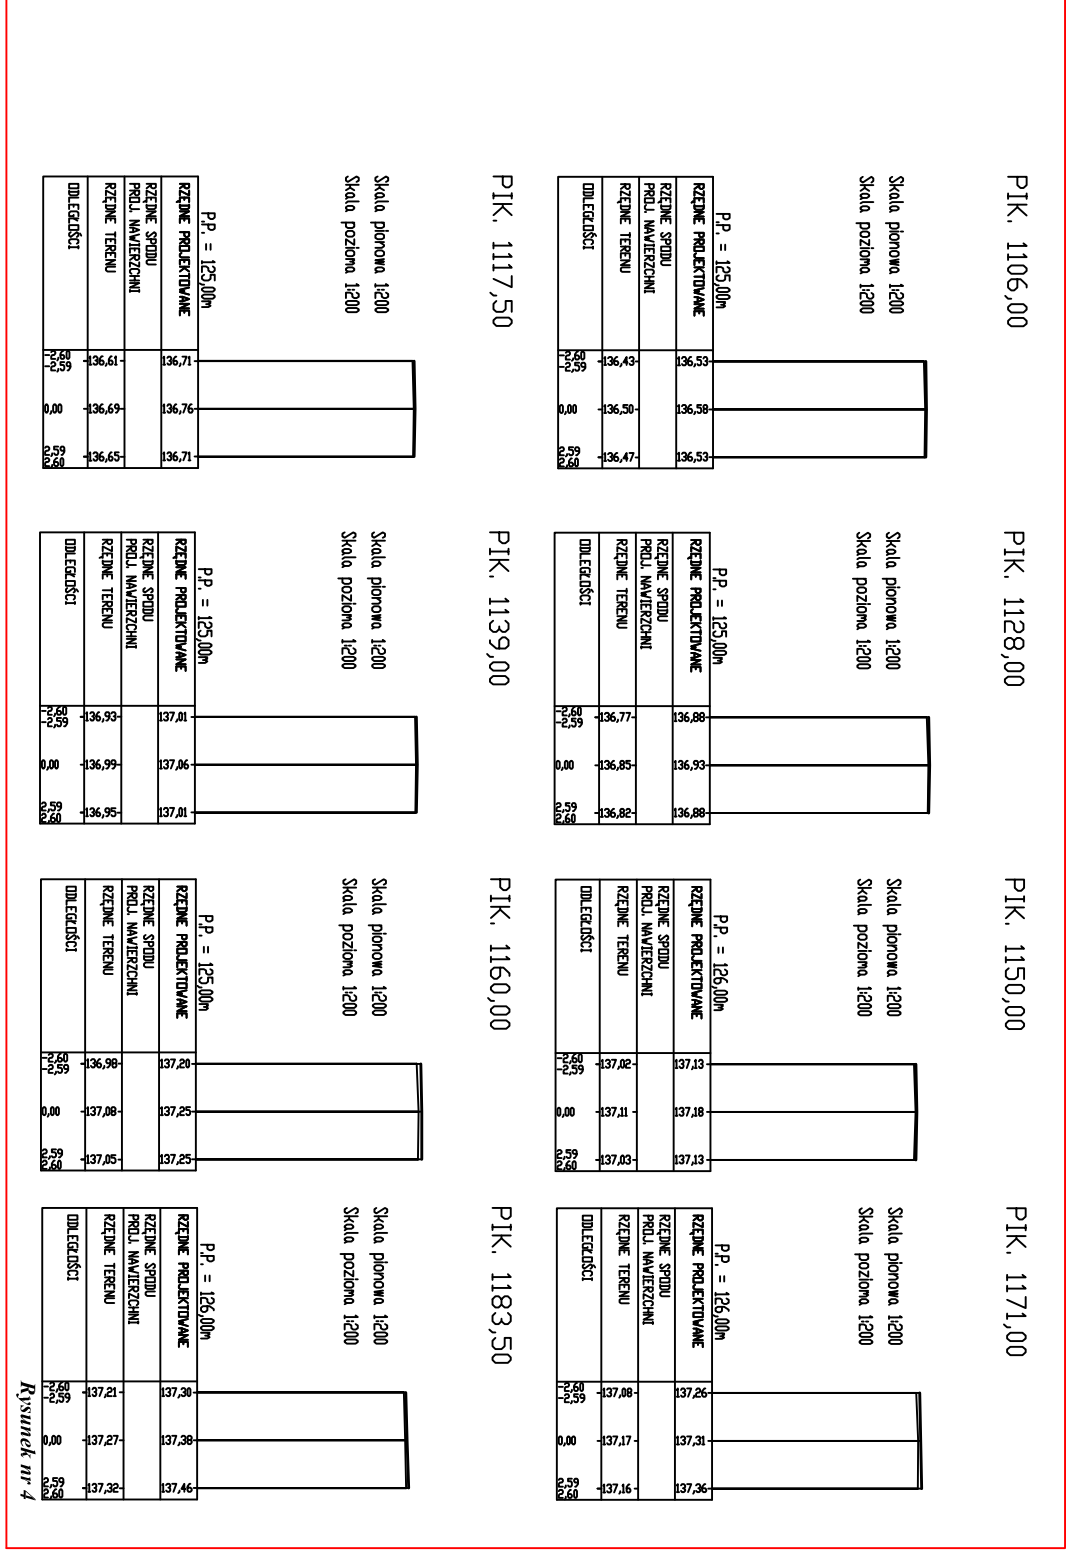 PIK. 1106,00
Skala pionowa 1:200
Skala pozioma 1:200
P.P. = 125,00m
RZĘDNE PROJEKTOWANE 136,53 136,58 136,53
RZĘDNE SPODU
PROJ. NAWIERZCHNI
RZĘDNE TERENU 136,43 136,50 136,47
ODLEGŁOŚCI -2,60 -2,59 0,00 2,59 2,60
PIK. 1128,00
Skala pionowa 1:200
Skala pozioma 1:200
P.P. = 125,00m
RZĘDNE PROJEKTOWANE 136,88 136,93 136,88
RZĘDNE SPODU
PROJ. NAWIERZCHNI
RZĘDNE TERENU 136,77 136,85 136,82
ODLEGŁOŚCI -2,60 -2,59 0,00 2,59 2,60
PIK. 1150,00
Skala pionowa 1:200
Skala pozioma 1:200
P.P. = 126,00m
RZĘDNE PROJEKTOWANE 137,13 137,18 137,13
RZĘDNE SPODU
PROJ. NAWIERZCHNI
RZĘDNE TERENU 137,02 137,11 137,03
ODLEGŁOŚCI -2,60 -2,59 0,00 2,59 2,60
PIK. 1171,00
Skala pionowa 1:200
Skala pozioma 1:200
P.P. = 126,00m
RZĘDNE PROJEKTOWANE 137,26 137,31 137,36
RZĘDNE SPODU
PROJ. NAWIERZCHNI
RZĘDNE TERENU 137,08 137,17 137,16
ODLEGŁOŚCI -2,60 -2,59 0,00 2,59 2,60
PIK. 1117,50
Skala pionowa 1:200
Skala pozioma 1:200
P.P. = 125,00m
RZĘDNE PROJEKTOWANE 136,71 136,76 136,71
RZĘDNE SPODU
PROJ. NAWIERZCHNI
RZĘDNE TERENU 136,61 136,69 136,65
ODLEGŁOŚCI -2,60 -2,59 0,00 2,59 2,60
PIK. 1139,00
Skala pionowa 1:200
Skala pozioma 1:200
P.P. = 125,00m
RZĘDNE PROJEKTOWANE 137,01 137,06 137,01
RZĘDNE SPODU
PROJ. NAWIERZCHNI
RZĘDNE TERENU 136,93 136,99 136,95
ODLEGŁOŚCI -2,60 -2,59 0,00 2,59 2,60
PIK. 1160,00
Skala pionowa 1:200
Skala pozioma 1:200
P.P. = 125,00m
RZĘDNE PROJEKTOWANE 137,20 137,25 137,25
RZĘDNE SPODU
PROJ. NAWIERZCHNI
RZĘDNE TERENU 136,98 137,08 137,05
ODLEGŁOŚCI -2,60 -2,59 0,00 2,59 2,60
PIK. 1183,50
Skala pionowa 1:200
Skala pozioma 1:200
P.P. = 126,00m
RZĘDNE PROJEKTOWANE 137,30 137,38 137,46
RZĘDNE SPODU
PROJ. NAWIERZCHNI
RZĘDNE TERENU 137,21 137,27 137,32
ODLEGŁOŚCI -2,60 -2,59 0,00 2,59 2,60
Rysunek nr 4